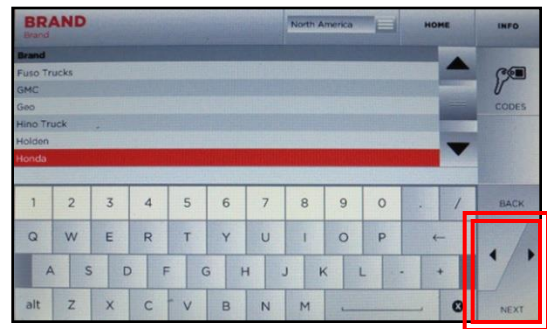 BRAND
Brand
North America
HOME
INFO
Brand
Fuso Trucks
GMC
Geo
Hino Truck
Holden
Honda
CODES
1 2 3 4 5 6 7 8 9 0 . /
BACK
Q W E R T Y U I O P ←
A S D F G H J K L - +
alt Z X C V B N M
NEXT